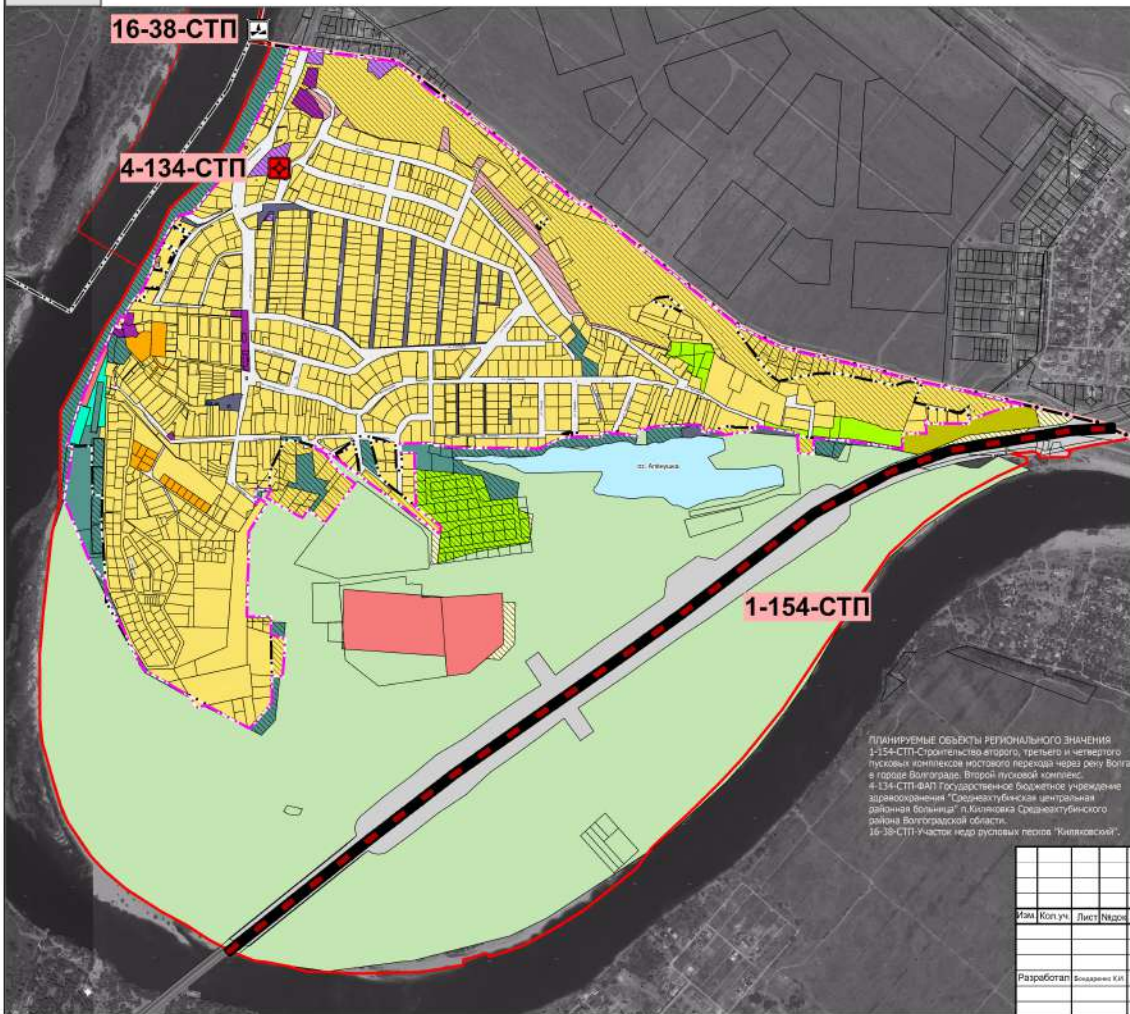 16-38-СТП
4-134-СТП
оз. Алёнушка
1-154-СТП
ПЛАНИРУЕМЫЕ ОБЪЕКТЫ РЕГИОНАЛЬНОГО ЗНАЧЕНИЯ
1-154-СТП-Строительство второго, третьего и четвертого
пусковых комплексов мостового перехода через реку Волга
в городе Волгограде. Второй пусковой комплекс.
4-134-СТП-ФАП Государственное бюджетное учреждение
здравоохранения "Среднеахтубинская центральная
районная больница" п.Киляковка Среднеахтубинского
района Волгоградской области.
16-38-СТП-Участок недр русловых песков "Киляковский".
Изм. Кол.уч. Лист №док
Разработал Бондаренко К.И.